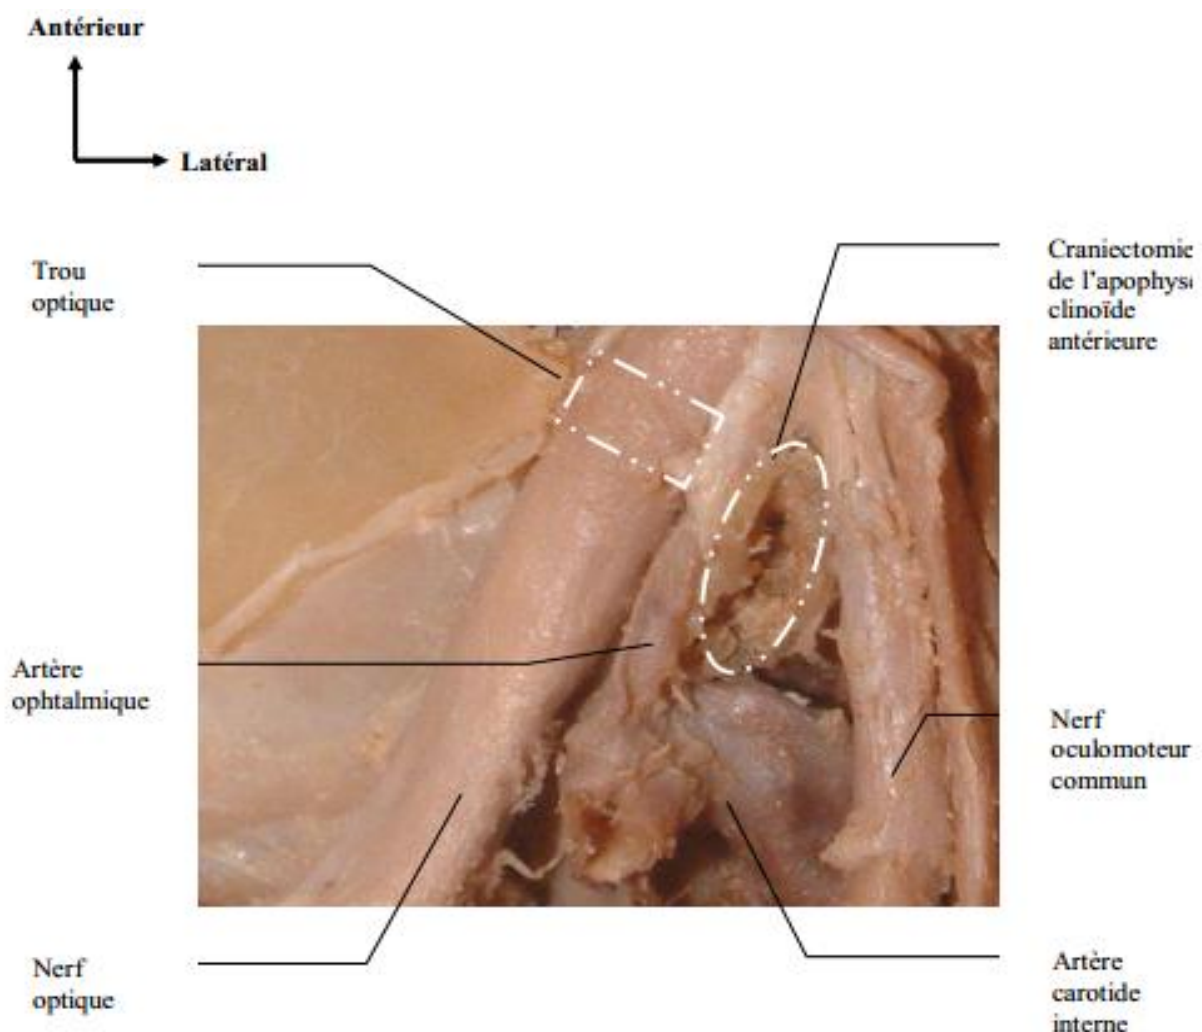 Antérieur
Latéral
Trou
optique
Craniectomie
de l'apophys
clinoïde
antérieure
Artère
ophtalmique
Nerf
oculomoteur
commun
Nerf
optique
Artère
carotide
interne